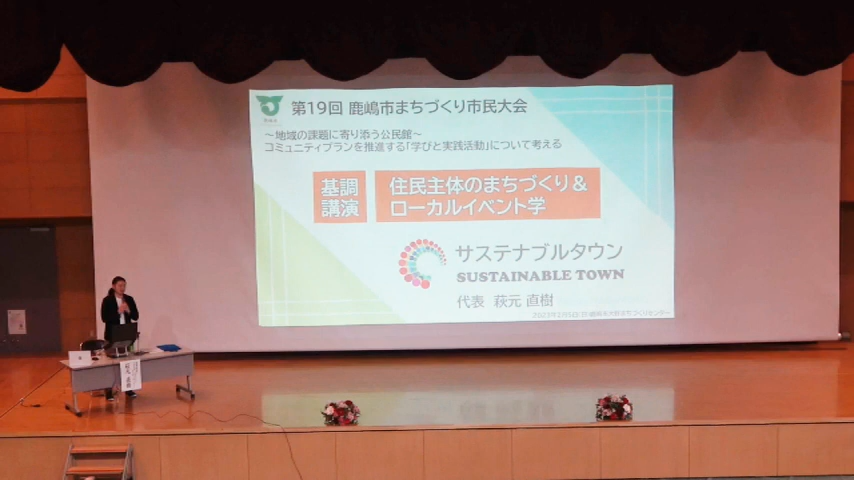 第19回 鹿嶋市まちづくり市民大会
～地域の課題に寄り添う公民館～
コミュニティプランを推進する「学びと実践活動」について考える
基調
講演
住民主体のまちづくり＆
ローカルイベント学
サステナブルタウン
SUSTAINABLE TOWN
代表 萩元 直樹